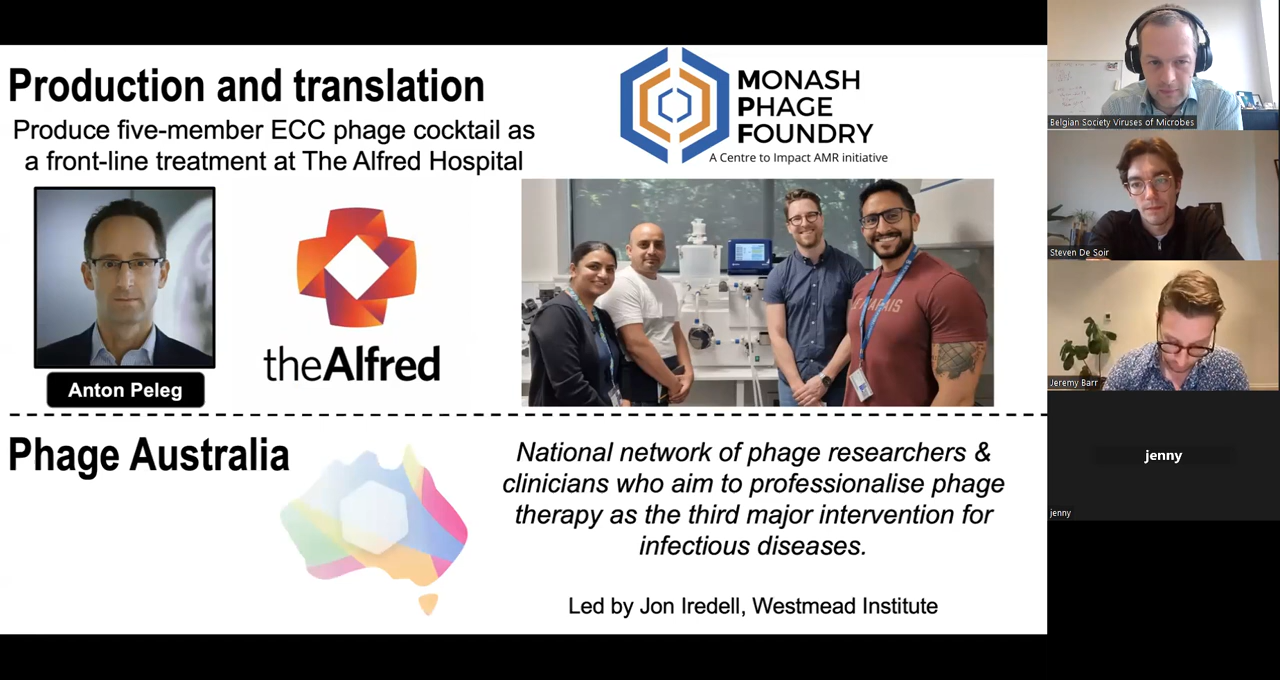 Production and translation
Produce five-member ECC phage cocktail as
a front-line treatment at The Alfred Hospital
MONASH
PHAGE
FOUNDRY
A Centre to Impact AMR initiative
Anton Peleg
theAlfred
Phage Australia
National network of phage researchers &
clinicians who aim to professionalise phage
therapy as the third major intervention for
infectious diseases.
Led by Jon Iredell, Westmead Institute
Belgian Society Viruses of Microbes
Steven De Soir
Jeremy Barr
jenny
jenny